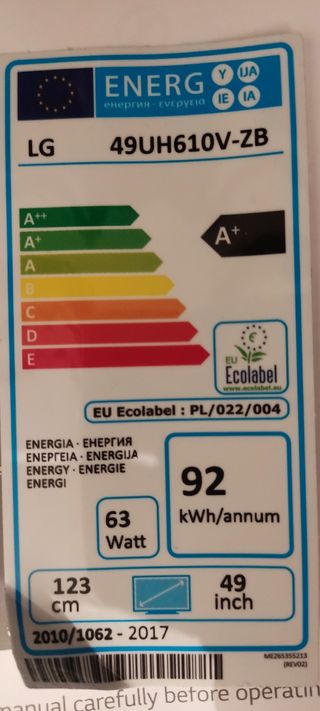 ENERG Y IJA
енергия · ενεργεια IE IA
LG 49UH610V-ZB
A++
A+
A+
A
B
C
D
E
EU
Ecolabel
www.ecolabel.eu
EU Ecolabel : PL/022/004
ENERGIA · ЕНЕРГИЯ
ΕΝΕΡΓΕΙΑ · ENERGIJA
ENERGY · ENERGIE
ENERGI
92
kWh/annum
63
Watt
123
cm
49
inch
2010/1062 - 2017
MEZ65355213
(REV02)
manual carefully before operatin